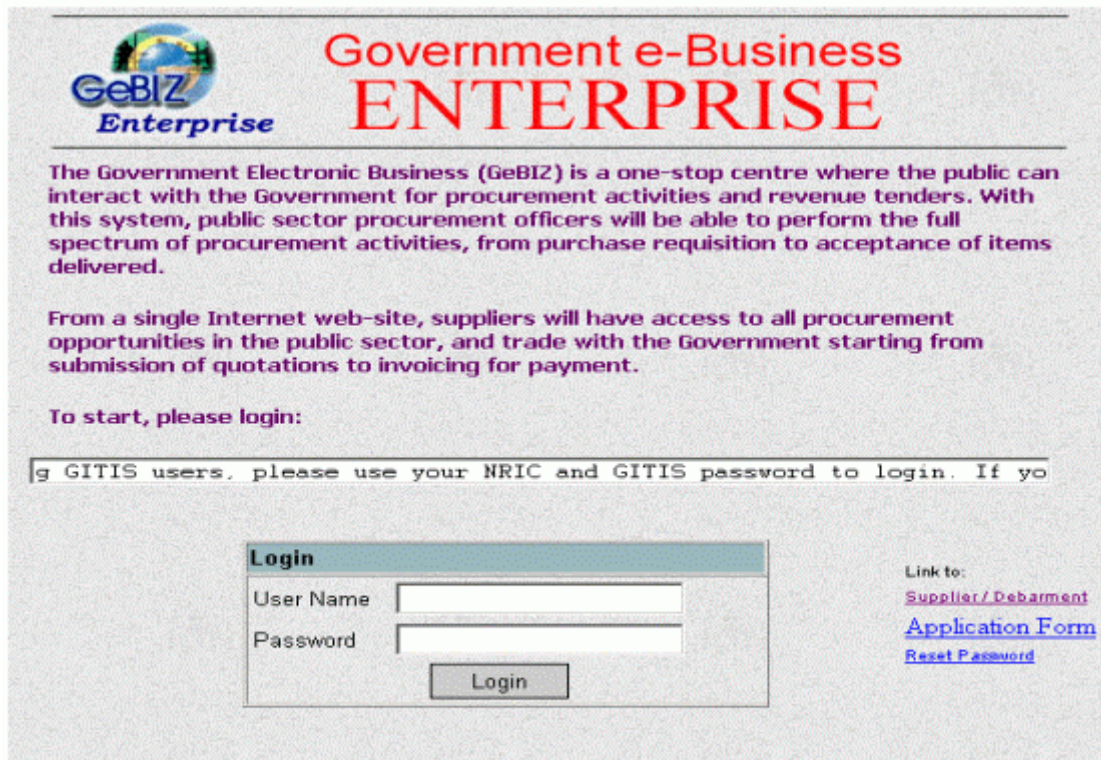 GeBIZ
Enterprise
Government e-Business
ENTERPRISE
The Government Electronic Business (GeBIZ) is a one-stop centre where the public can
interact with the Government for procurement activities and revenue tenders. With
this system, public sector procurement officers will be able to perform the full
spectrum of procurement activities, from purchase requisition to acceptance of items
delivered.
From a single Internet web-site, suppliers will have access to all procurement
opportunities in the public sector, and trade with the Government starting from
submission of quotations to invoicing for payment.
To start, please login:
g GITIS users, please use your NRIC and GITIS password to login. If yo
Login
User Name
Password
Login
Link to:
Supplier / Debarment
Application Form
Reset Password